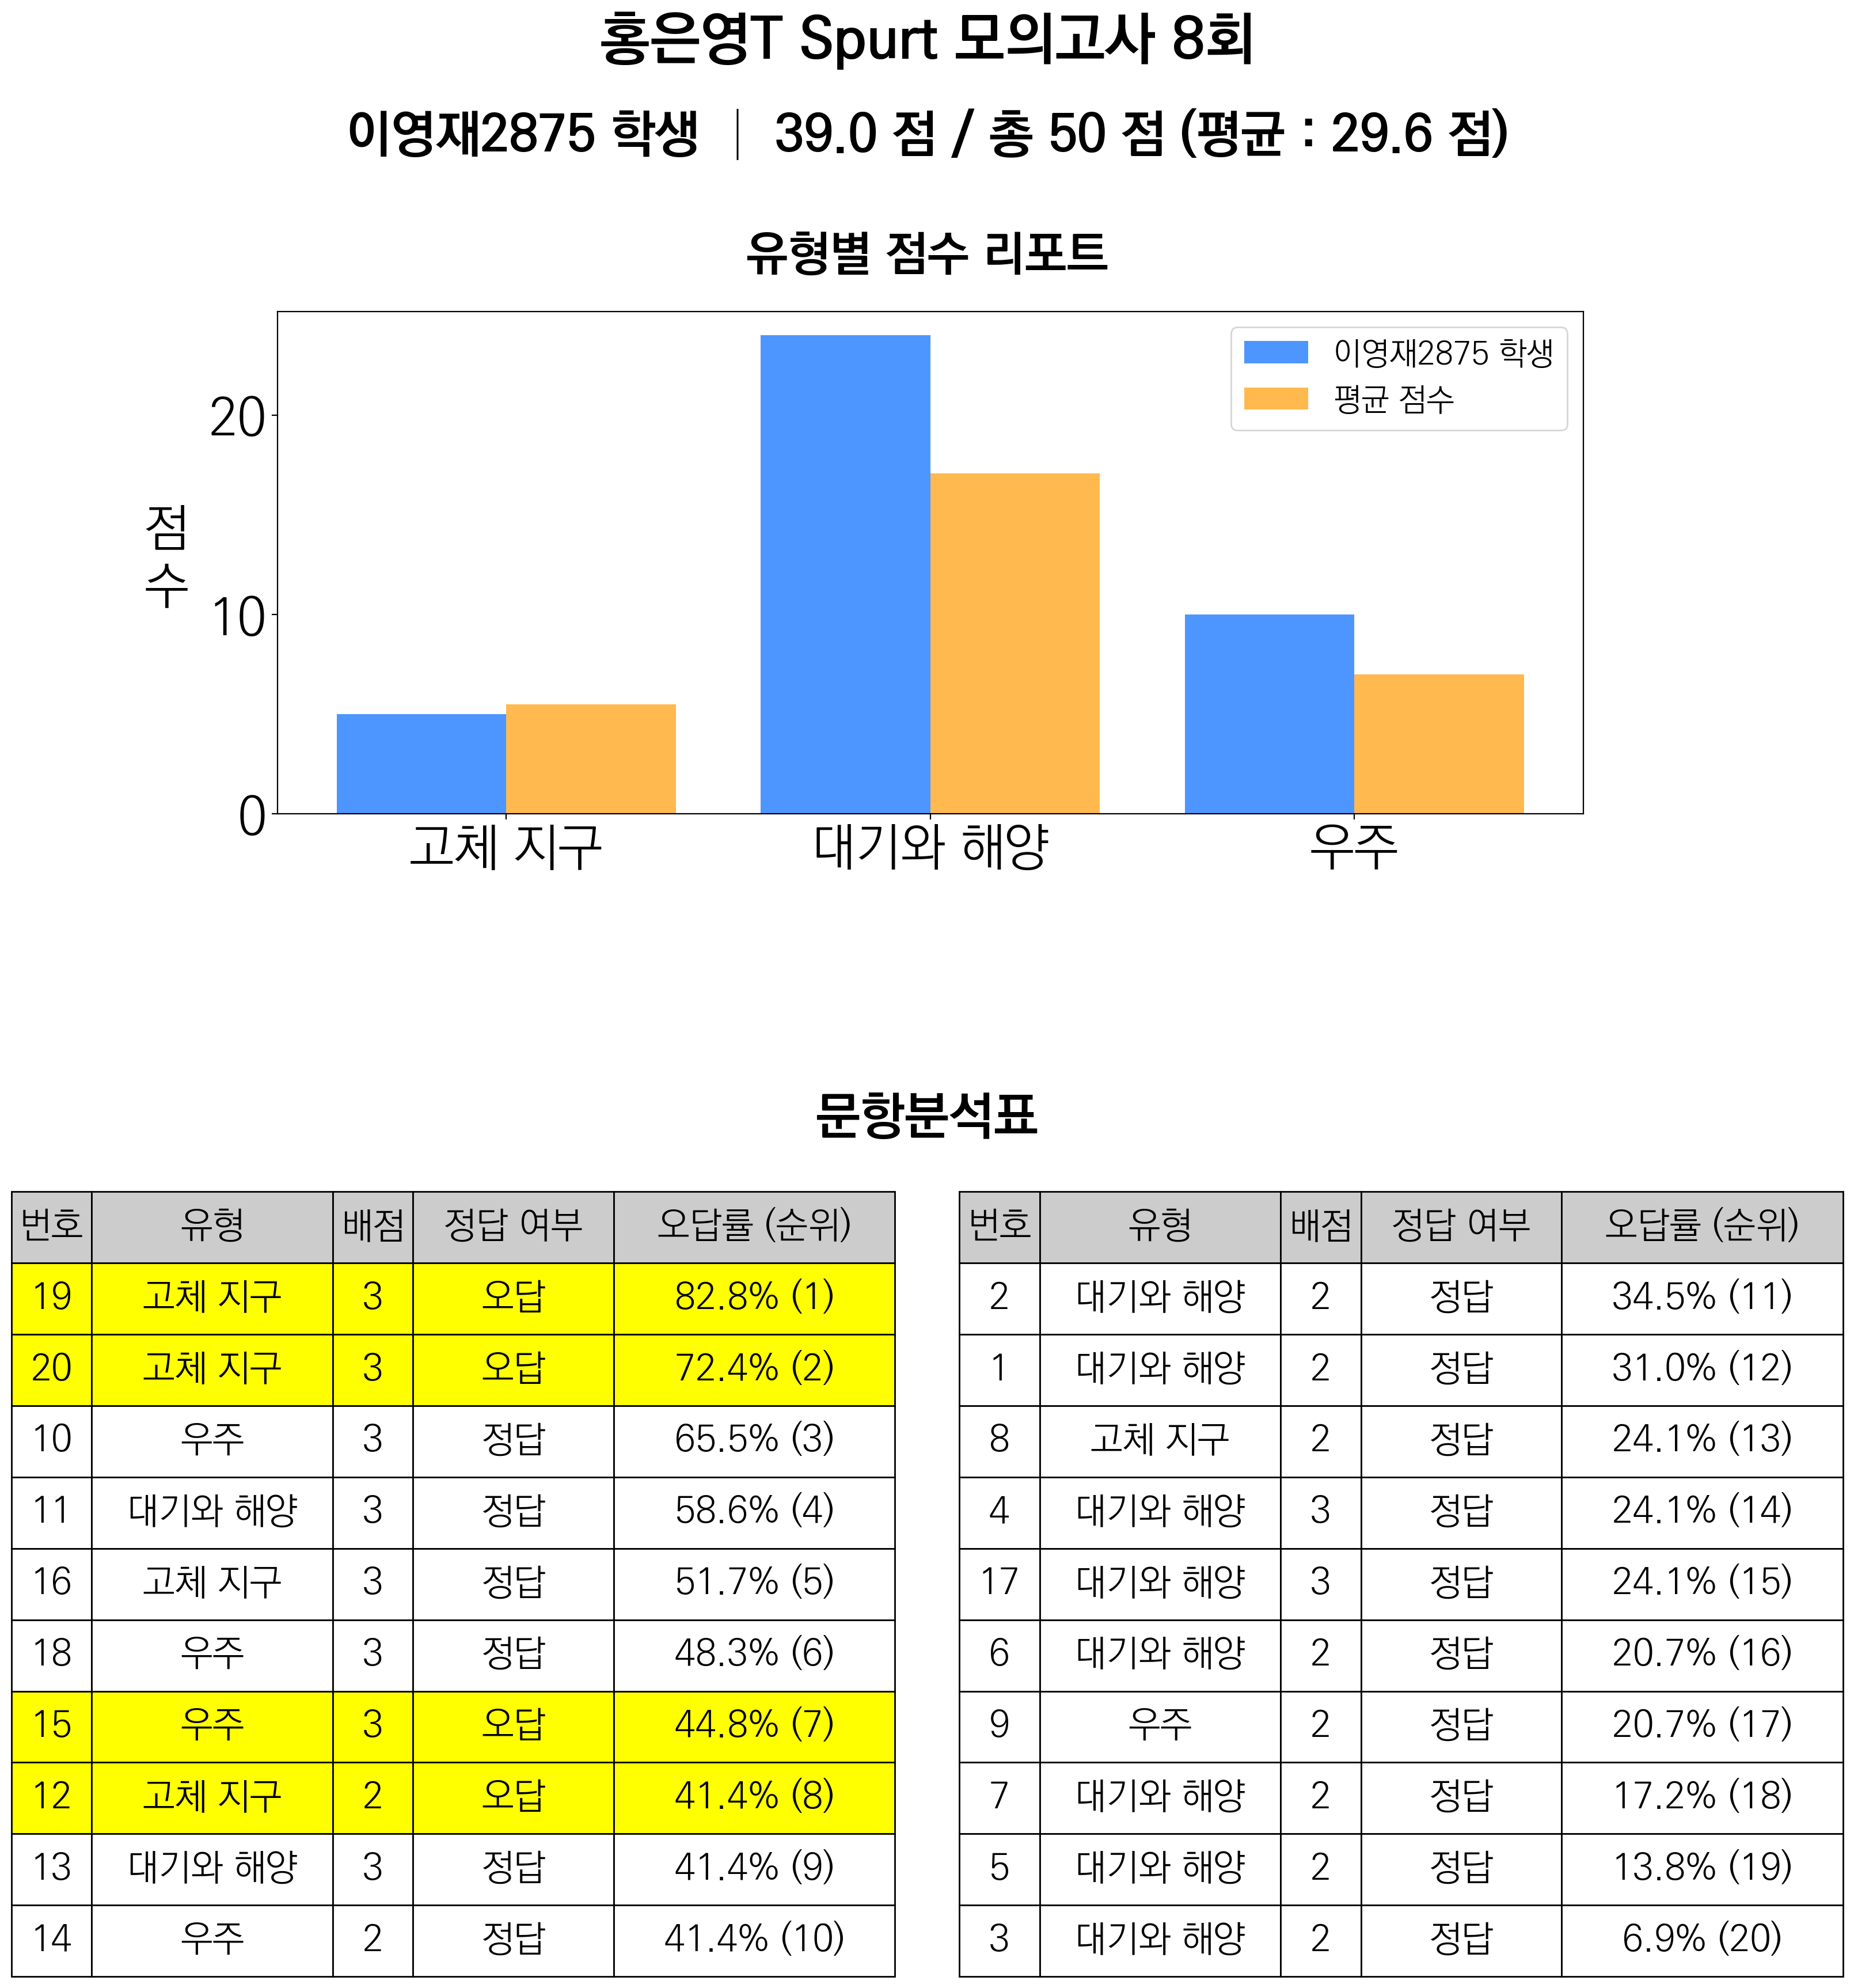 홍은영T Spurt 모의고사 8회
이영재2875 학생 | 39.0 점 / 총 50 점 (평균 : 29.6 점)
유형별 점수 리포트
이영재2875 학생
평균 점수
점
수
20
10
0
고체 지구 대기와 해양 우주
문항분석표
번호 유형 배점 정답 여부 오답률 (순위)
19 고체 지구 3 오답 82.8% (1)
20 고체 지구 3 오답 72.4% (2)
10 우주 3 정답 65.5% (3)
11 대기와 해양 3 정답 58.6% (4)
16 고체 지구 3 정답 51.7% (5)
18 우주 3 정답 48.3% (6)
15 우주 3 오답 44.8% (7)
12 고체 지구 2 오답 41.4% (8)
13 대기와 해양 3 정답 41.4% (9)
14 우주 2 정답 41.4% (10)
번호 유형 배점 정답 여부 오답률 (순위)
2 대기와 해양 2 정답 34.5% (11)
1 대기와 해양 2 정답 31.0% (12)
8 고체 지구 2 정답 24.1% (13)
4 대기와 해양 3 정답 24.1% (14)
17 대기와 해양 3 정답 24.1% (15)
6 대기와 해양 2 정답 20.7% (16)
9 우주 2 정답 20.7% (17)
7 대기와 해양 2 정답 17.2% (18)
5 대기와 해양 2 정답 13.8% (19)
3 대기와 해양 2 정답 6.9% (20)